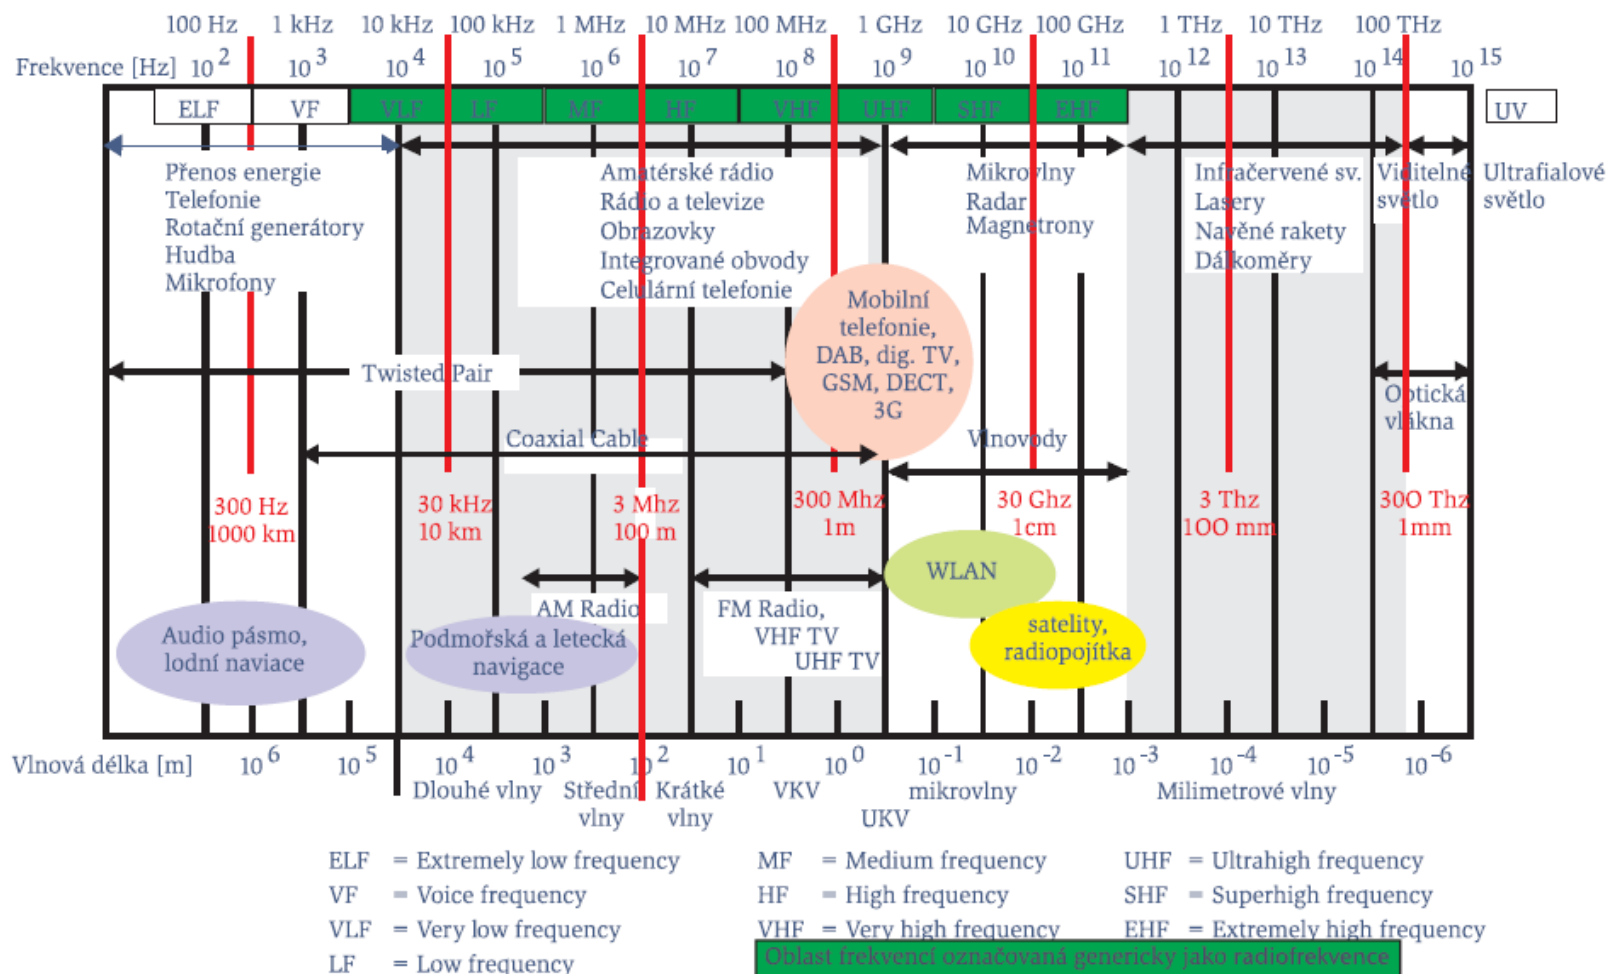 100 Hz 1 kHz 10 kHz 100 kHz 1 MHz 10 MHz 100 MHz 1 GHz 10 GHz 100 GHz 1 THz 10 THz 100 THz
Frekvence [Hz] 10^2 10^3 10^4 10^5 10^6 10^7 10^8 10^9 10^10 10^11 10^12 10^13 10^14 10^15
ELF VF VLF LF MF HF VHF UHF SHF EHF UV
Přenos energie
Telefonie
Rotační generátory
Hudba
Mikrofony
Amatérské rádio
Rádio a televize
Obrazovky
Integrované obvody
Celulární telefonie
Mikrovlny
Radar
Magnetrony
Infračervené sv.
Lasery
Navěné rakety
Dálkoměry
Viditelné
světlo
Ultrafialové
světlo
Mobilní
telefonie,
DAB, dig. TV,
GSM, DECT,
3G
Twisted Pair
Optická
vlákna
Coaxial Cable
Vlnovody
300 Hz
1000 km
30 kHz
10 km
3 Mhz
100 m
300 Mhz
1m
30 Ghz
1cm
3 Thz
1OO mm
30O Thz
1mm
WLAN
AM Radio
FM Radio,
VHF TV
UHF TV
satelity,
radiopojítka
Audio pásmo,
lodní naviace
Podmořská a letecká
navigace
Vlnová délka [m] 10^6 10^5 10^4 10^3 10^2 10^1 10^0 10^-1 10^-2 10^-3 10^-4 10^-5 10^-6
Dlouhé vlny
Střední
vlny
Krátké
vlny
VKV
UKV
mikrovlny
Milimetrové vlny
ELF = Extremely low frequency
VF = Voice frequency
VLF = Very low frequency
LF = Low frequency
MF = Medium frequency
HF = High frequency
VHF = Very high frequency
UHF = Ultrahigh frequency
SHF = Superhigh frequency
EHF = Extremely high frequency
Oblast frekvencí označovaná genericky jako radiofrekvence